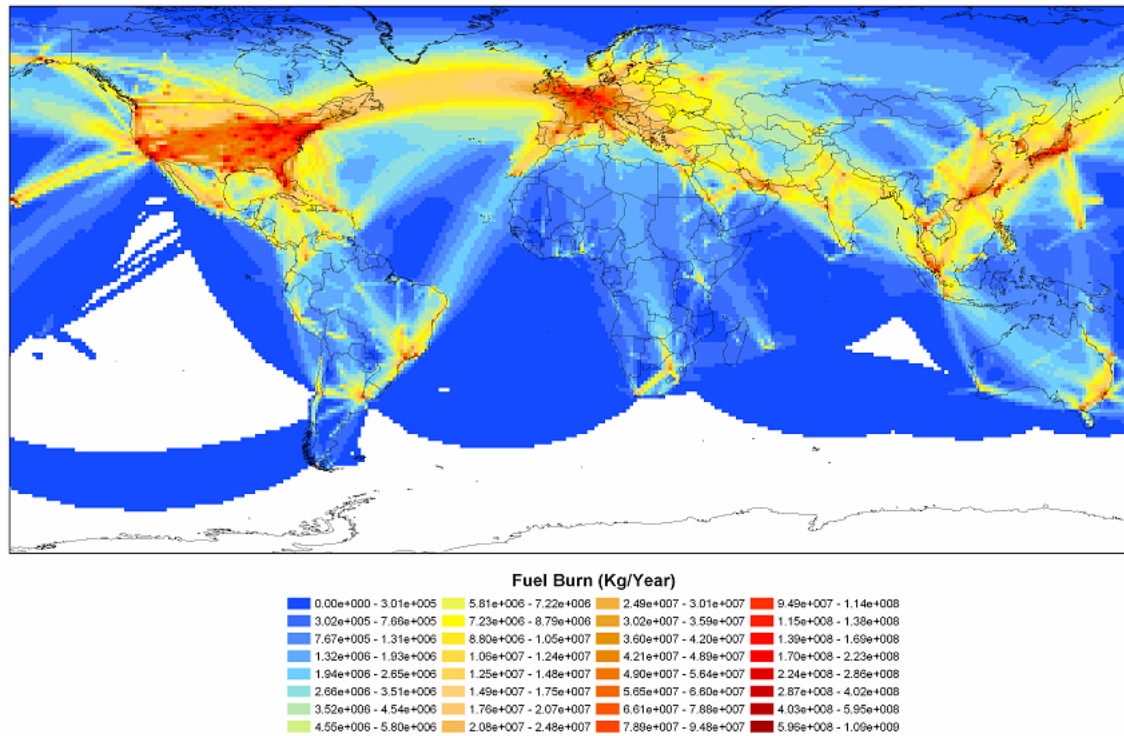 Fuel Burn (Kg/Year)
0.00e+000 - 3.01e+005 5.81e+006 - 7.22e+006 2.49e+007 - 3.01e+007 9.49e+007 - 1.14e+008
3.02e+005 - 7.66e+005 7.23e+006 - 8.79e+006 3.02e+007 - 3.59e+007 1.15e+008 - 1.38e+008
7.67e+005 - 1.31e+006 8.80e+006 - 1.05e+007 3.60e+007 - 4.20e+007 1.39e+008 - 1.69e+008
1.32e+006 - 1.93e+006 1.06e+007 - 1.24e+007 4.21e+007 - 4.89e+007 1.70e+008 - 2.23e+008
1.94e+006 - 2.65e+006 1.25e+007 - 1.48e+007 4.90e+007 - 5.64e+007 2.24e+008 - 2.86e+008
2.66e+006 - 3.51e+006 1.49e+007 - 1.75e+007 5.65e+007 - 6.60e+007 2.87e+008 - 4.02e+008
3.52e+006 - 4.54e+006 1.76e+007 - 2.07e+007 6.61e+007 - 7.88e+007 4.03e+008 - 5.95e+008
4.55e+006 - 5.80e+006 2.08e+007 - 2.48e+007 7.89e+007 - 9.48e+007 5.96e+008 - 1.09e+009